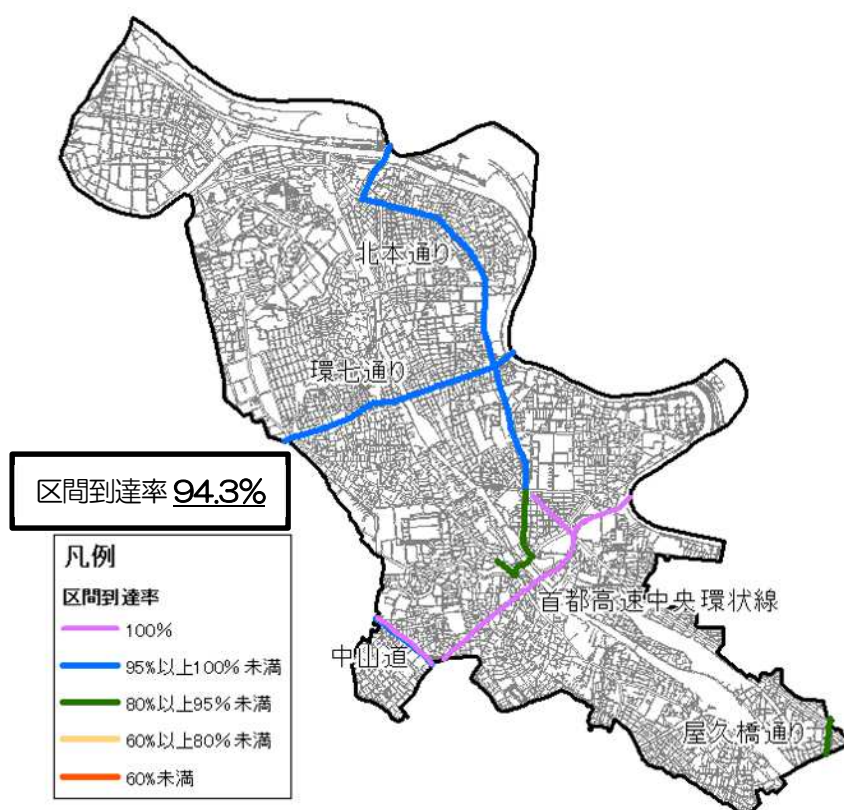 北本通り
環七通り
区間到達率 94.3%
首都高速中央環状線
中山道
屋久橋通り
凡例
区間到達率
100%
95%以上100%未満
80%以上95%未満
60%以上80%未満
60%未満